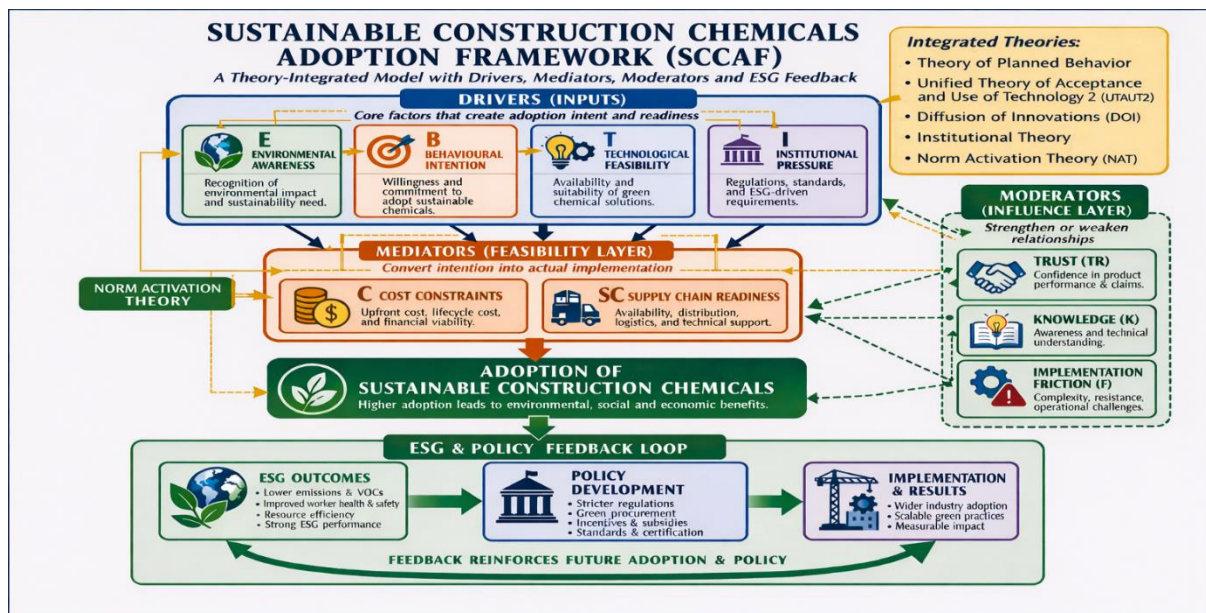 SUSTAINABLE CONSTRUCTION CHEMICALS
ADOPTION FRAMEWORK (SCCAF)
A Theory-Integrated Model with Drivers, Mediators, Moderators and ESG Feedback
Integrated Theories:
• Theory of Planned Behavior
• Unified Theory of Acceptance
and Use of Technology 2 (UTAUT2)
• Diffusion of Innovations (DOI)
• Institutional Theory
• Norm Activation Theory (NAT)
DRIVERS (INPUTS)
Core factors that create adoption intent and readiness
E
ENVIRONMENTAL
AWARENESS
Recognition of
environmental impact
and sustainability need.
B
BEHAVIOURAL
INTENTION
Willingness and
commitment to
adopt sustainable
chemicals.
T
TECHNOLOGICAL
FEASIBILITY
Availability and
suitability of green
chemical solutions.
I
INSTITUTIONAL
PRESSURE
Regulations, standards,
and ESG-driven
requirements.
MODERATORS
(INFLUENCE LAYER)
Strengthen or weaken
relationships
TRUST (TR)
Confidence in product
performance & claims.
KNOWLEDGE (K)
Awareness and technical
understanding.
IMPLEMENTATION
FRICTION (F)
Complexity, resistance,
operational challenges.
MEDIATORS (FEASIBILITY LAYER)
Convert intention into actual implementation
NORM ACTIVATION
THEORY
C COST CONSTRAINTS
Upfront cost, lifecycle cost,
and financial viability.
SC SUPPLY CHAIN READINESS
Availability, distribution,
logistics, and technical support.
ADOPTION OF
SUSTAINABLE CONSTRUCTION CHEMICALS
Higher adoption leads to environmental, social and economic benefits.
ESG & POLICY FEEDBACK LOOP
ESG OUTCOMES
• Lower emissions & VOCs
• Improved worker health & safety
• Resource efficiency
• Strong ESG performance
POLICY
DEVELOPMENT
• Stricter regulations
• Green procurement
• Incentives & subsidies
• Standards & certification
IMPLEMENTATION
& RESULTS
• Wider industry adoption
• Scalable green practices
• Measurable impact
FEEDBACK REINFORCES FUTURE ADOPTION & POLICY